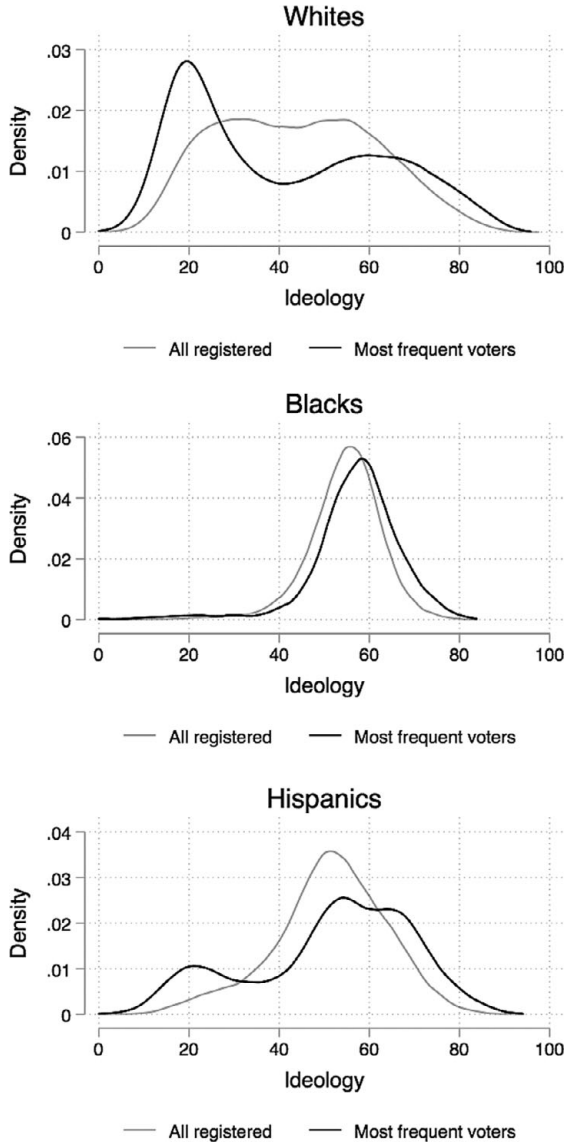 Whites
.03
.02
.01
0
Density
0 20 40 60 80 100
Ideology
All registered Most frequent voters
Blacks
.06
.04
.02
0
Density
0 20 40 60 80 100
Ideology
All registered Most frequent voters
Hispanics
.04
.03
.02
.01
0
Density
0 20 40 60 80 100
Ideology
All registered Most frequent voters